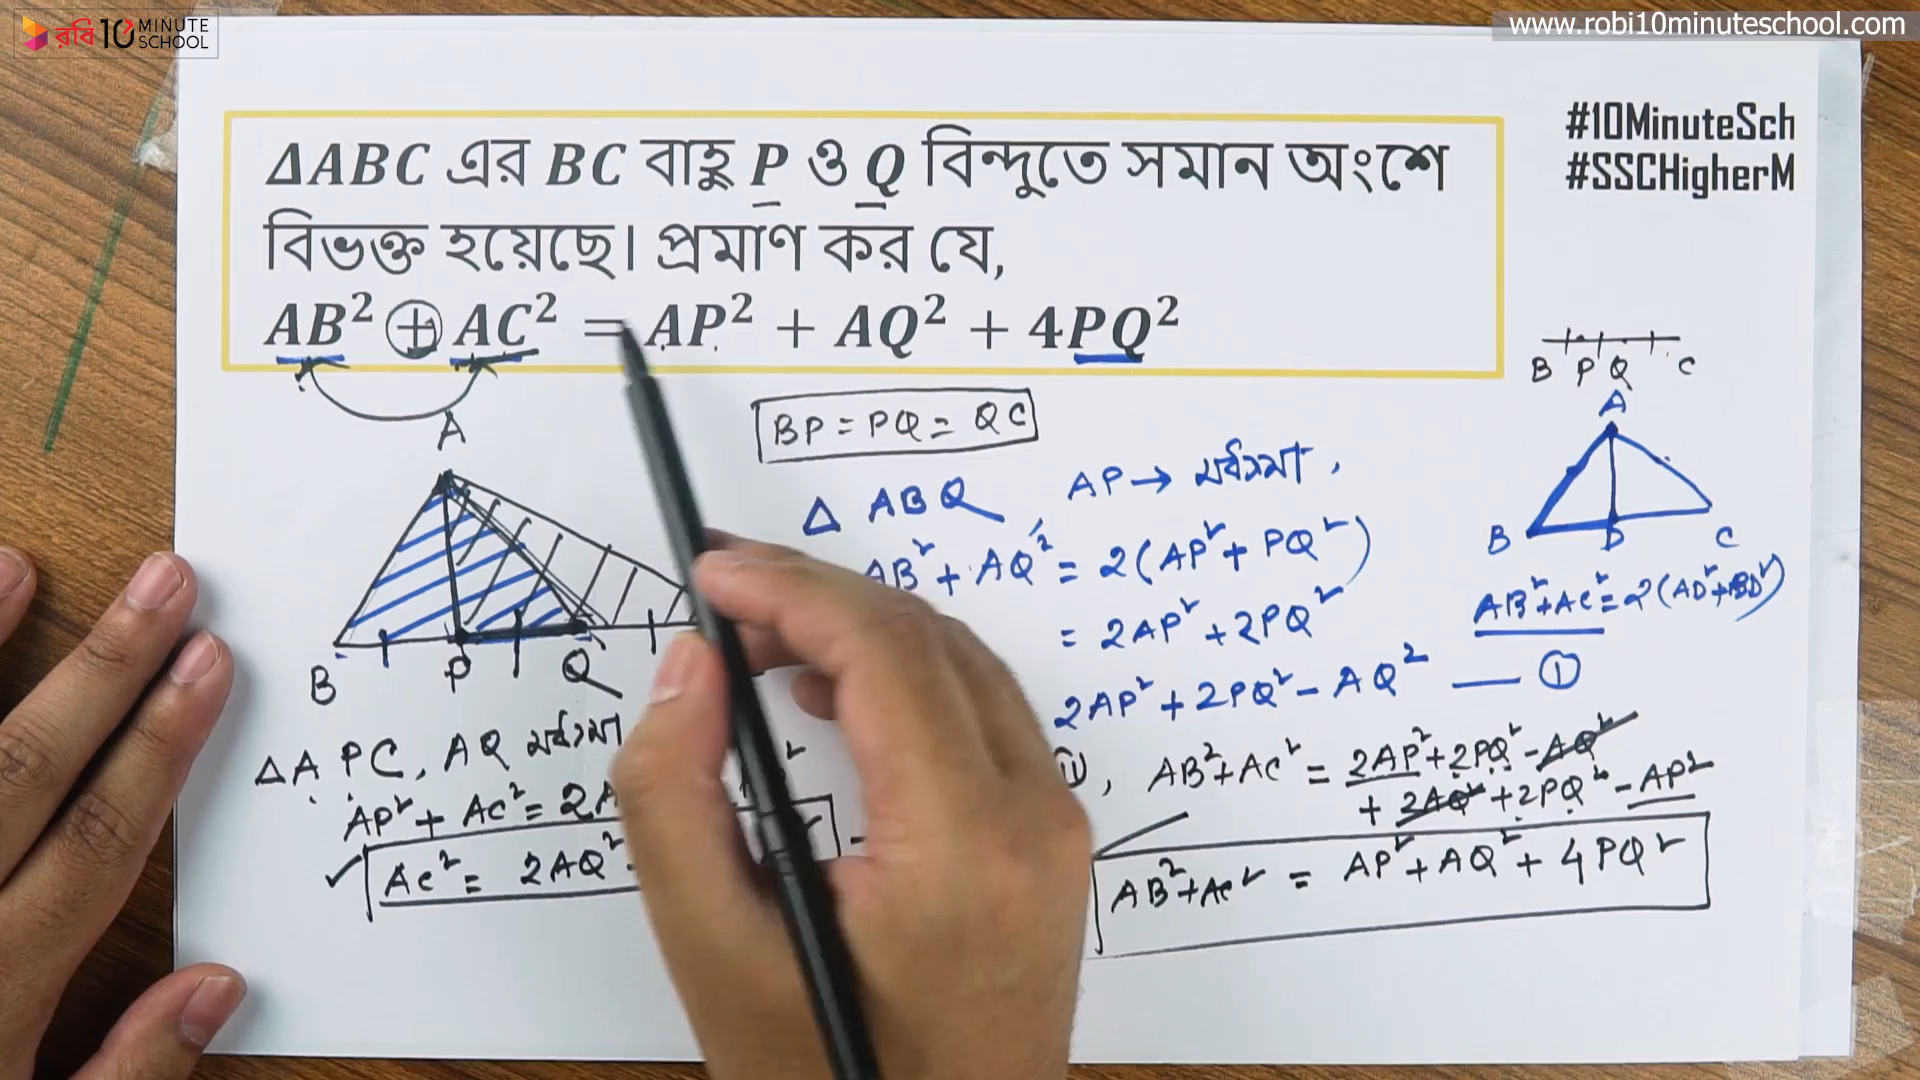 রবি 10 MINUTE SCHOOL
www.robi10minuteschool.com
#10MinuteSch
#SSCHigherM
ΔABC এর BC বাহু P ও Q বিন্দুতে সমান অংশে
বিভক্ত হয়েছে। প্রমাণ কর যে,
AB² + AC² = AP² + AQ² + 4PQ²
B P Q C
A
BP = PQ = QC
A
Δ ABQ, AP → মধ্যমা,
B D C
AB² + AQ² = 2(AP² + PQ²)
AB² + AC² = 2(AD² + BD²)
= 2AP² + 2PQ²
B P Q
2AP² + 2PQ² - AQ² — ①
ΔAPC, AQ মধ্যমা
AP² + AC² = 2A
AC² = 2AQ²
, AB² + AC² = 2AP² + 2PQ² - AQ²
+ 2AQ² + 2PQ² - AP²
AB² + AC² = AP² + AQ² + 4PQ²